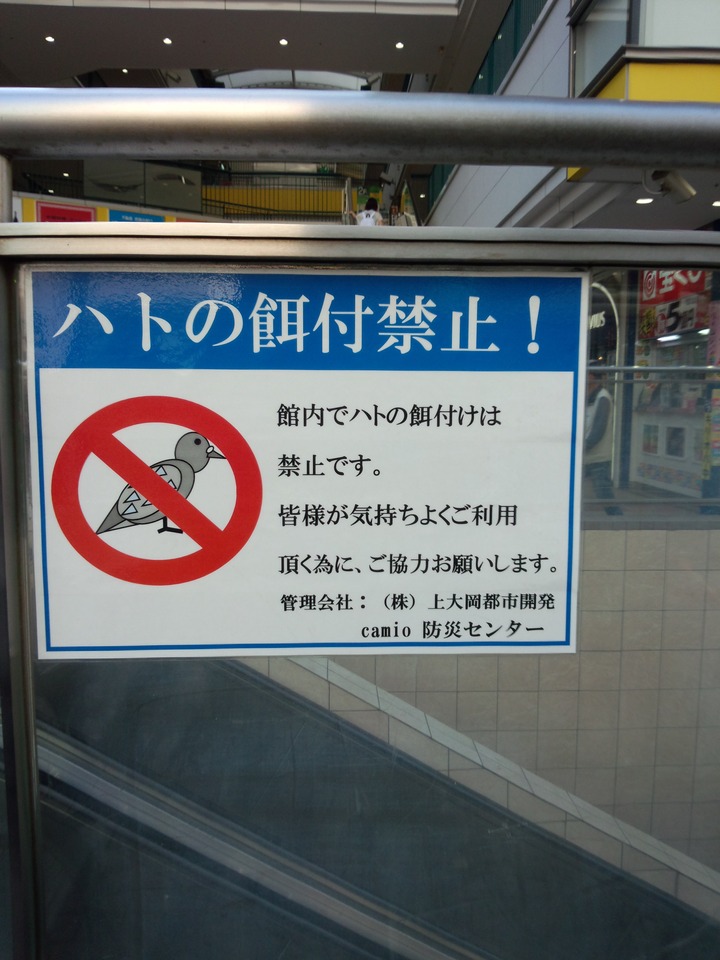 ハトの餌付禁止！
館内でハトの餌付けは
禁止です。
皆様が気持ちよくご利用
頂く為に、ご協力お願いします。
管理会社：（株）上大岡都市開発
camio 防災センター